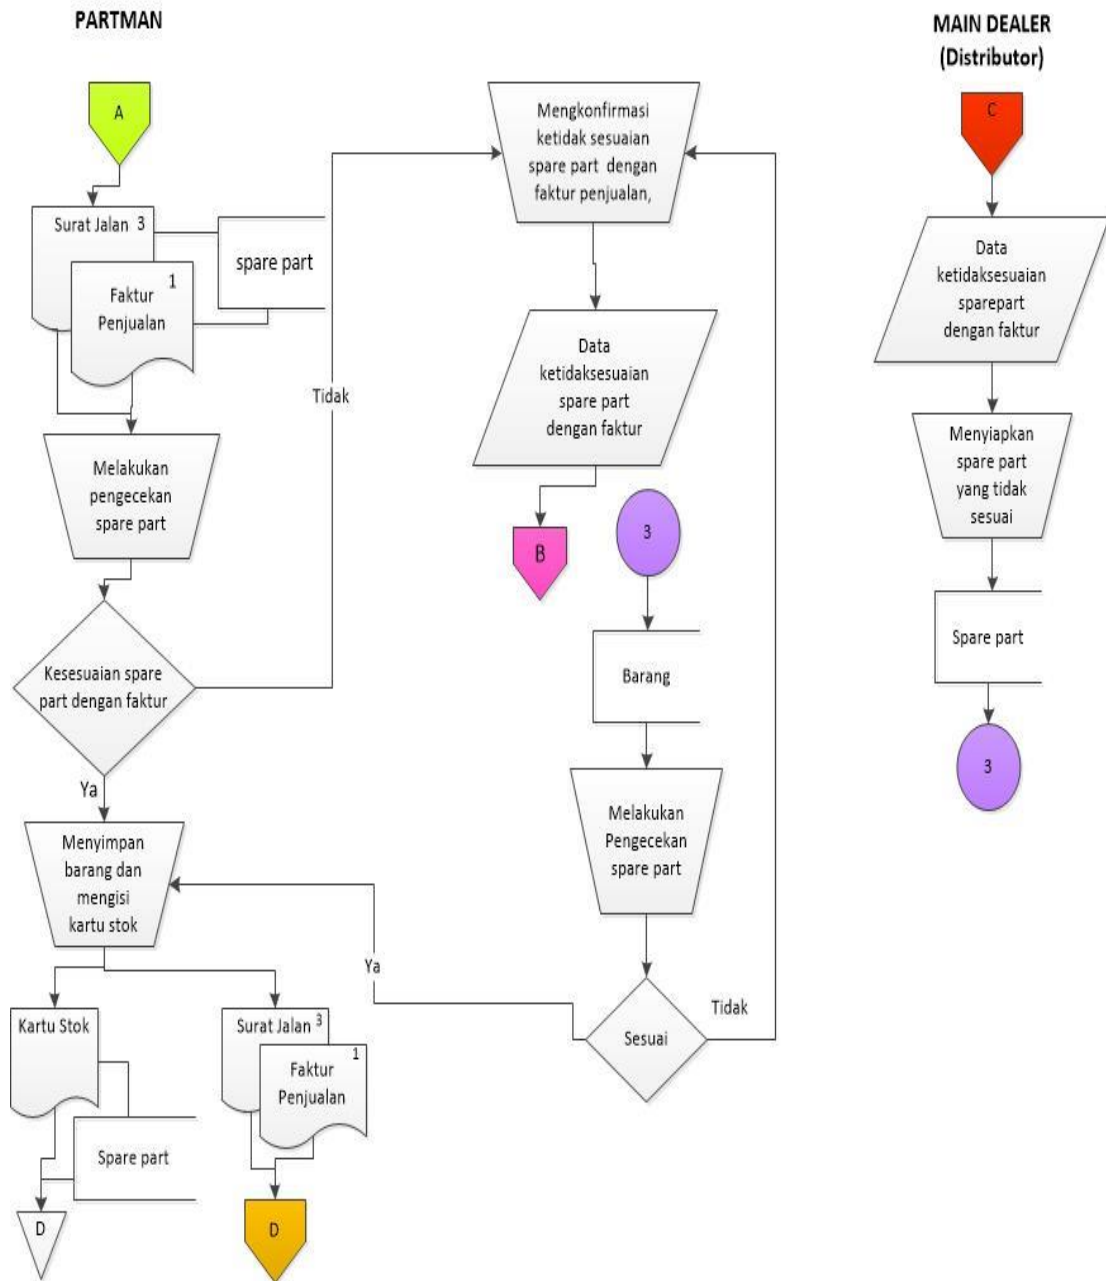 PARTMAN
A
Surat Jalan 3
spare part
Faktur 1
Penjualan
Tidak
Melakukan
pengecekan
spare part
Kesesuaian spare
part dengan faktur
Ya
Menyimpan
barang dan
mengisi
kartu stok
Kartu Stok
Spare part
D
Surat Jalan 3
Faktur 1
Penjualan
D
Mengkonfirmasi
ketidak sesuaian
spare part dengan
faktur penjualan,
Data
ketidaksesuaian
spare part
dengan faktur
B
3
Barang
Melakukan
Pengecekan
spare part
Ya
Tidak
Sesuai
MAIN DEALER
(Distributor)
C
Data
ketidaksesuaian
sparepart
dengan faktur
Menyiapkan
spare part
yang tidak
sesuai
Spare part
3